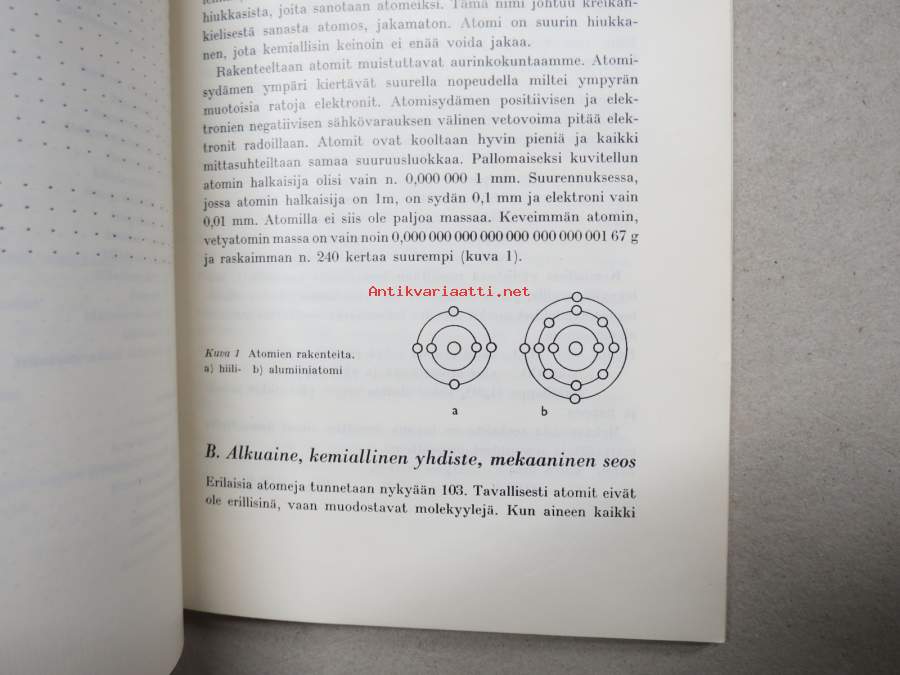 hiukkasista, joita sanotaan atomeiksi. Tämä nimi johtuu kreikan-
kielisestä sanasta atomos, jakamaton. Atomi on suurin hiukka-
nen, jota kemiallisin keinoin ei enää voida jakaa.
Rakenteeltaan atomit muistuttavat aurinkokuntaamme. Atomi-
sydämen ympäri kiertävät suurella nopeudella miltei ympyrän
muotoisia ratoja elektronit. Atomisydämen positiivisen ja elek-
tronien negatiivisen sähkövarauksen välinen vetovoima pitää elek-
tronit radoillaan. Atomit ovat kooltaan hyvin pieniä ja kaikki
mittasuhteiltaan samaa suuruusluokkaa. Pallomaiseksi kuvitellun
atomin halkaisija olisi vain n. 0,000 000 1 mm. Suurennuksessa,
jossa atomin halkaisija on 1m, on sydän 0,1 mm ja elektroni vain
0,01 mm. Atomilla ei siis ole paljoa massaa. Keveimmän atomin,
vetyatomin massa on vain noin 0,000 000 000 000 000 000 000 001 67 g
ja raskaimman n. 240 kertaa suurempi (kuva 1).
Antikvariaatti.net
Kuva 1 Atomien rakenteita.
a) hiili- b) alumiiniatomi
a b
B. Alkuaine, kemiallinen yhdiste, mekaaninen seos
Erilaisia atomeja tunnetaan nykyään 103. Tavallisesti atomit eivät
ole erillisinä, vaan muodostavat molekyylejä. Kun aineen kaikki